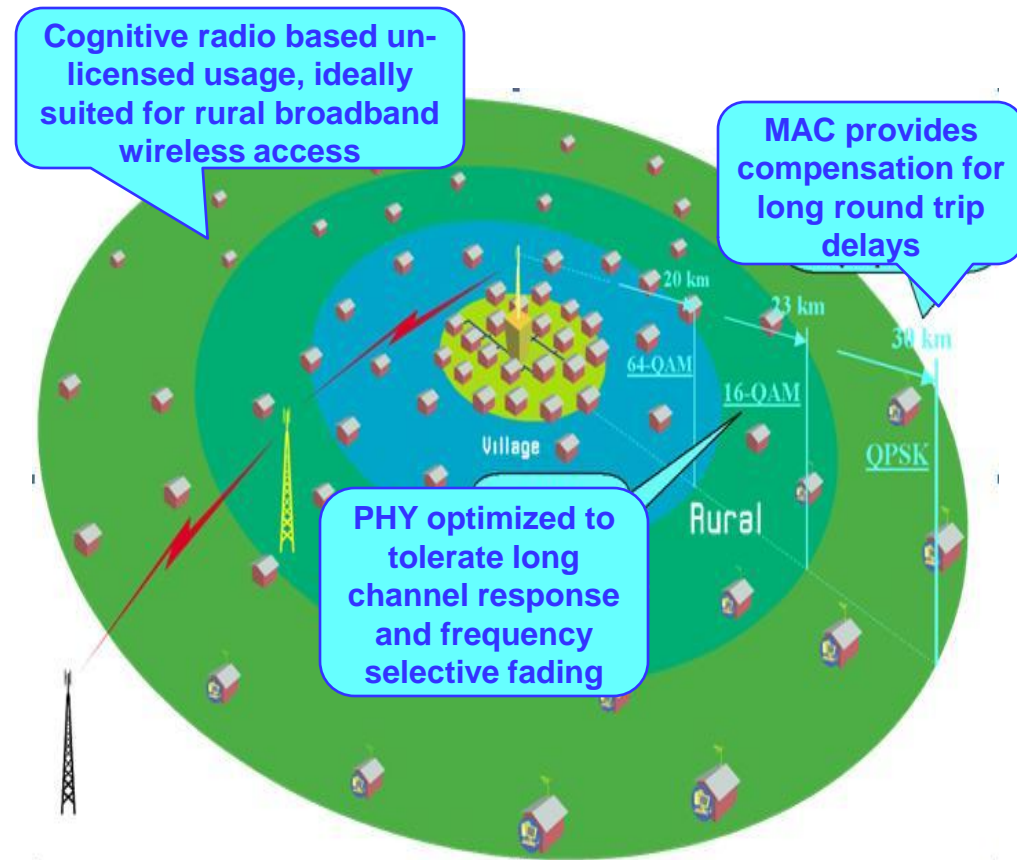 Cognitive radio based un-
licensed usage, ideally
suited for rural broadband
wireless access
MAC provides
compensation for
long round trip
delays
20 km
23 km
30 km
64-QAM
16-QAM
QPSK
Village
Rural
PHY optimized to
tolerate long
channel response
and frequency
selective fading